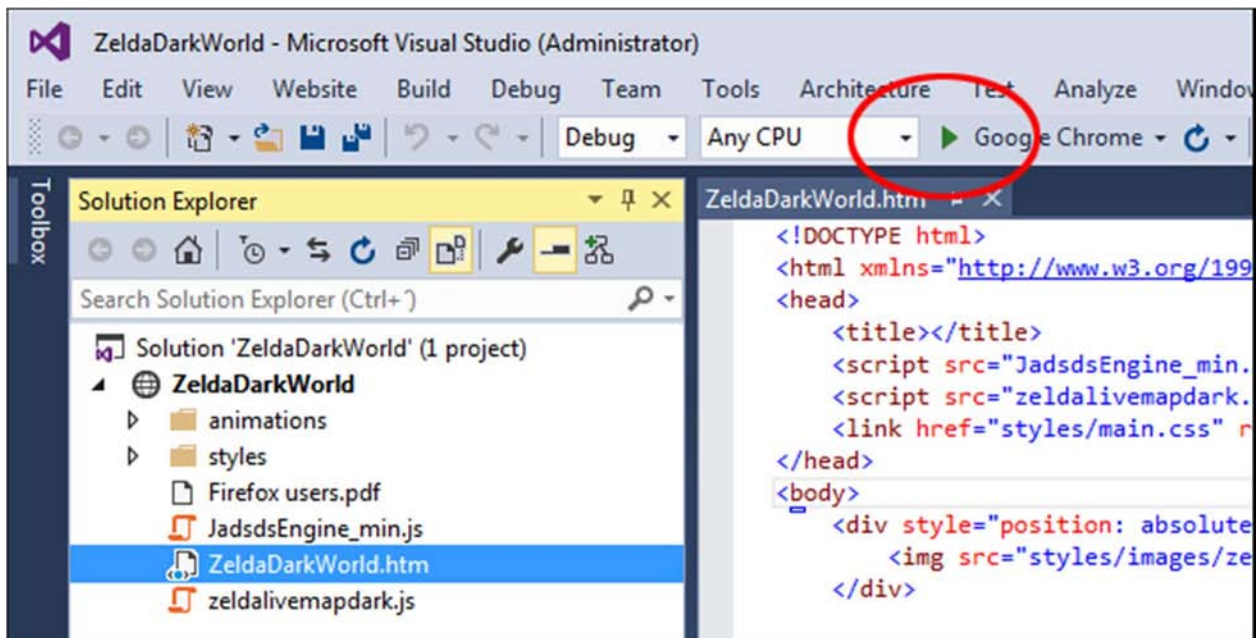 ZeldaDarkWorld - Microsoft Visual Studio (Administrator)
File Edit View Website Build Debug Team Tools Architecture Test Analyze
Debug Any CPU Google Chrome
Toolbox
Solution Explorer
Search Solution Explorer (Ctrl+´)
Solution 'ZeldaDarkWorld' (1 project)
ZeldaDarkWorld
animations
styles
Firefox users.pdf
JadsdsEngine_min.js
ZeldaDarkWorld.htm
zeldalivemapdark.js
ZeldaDarkWorld.htm
<!DOCTYPE html>
<html xmlns="http://www.w3.org/199
<head>
<title></title>
<script src="JadsdsEngine_min.
<script src="zeldalivemapdark.
<link href="styles/main.css" r
</head>
<body>
<div style="position: absolute
<img src="styles/images/ze
</div>